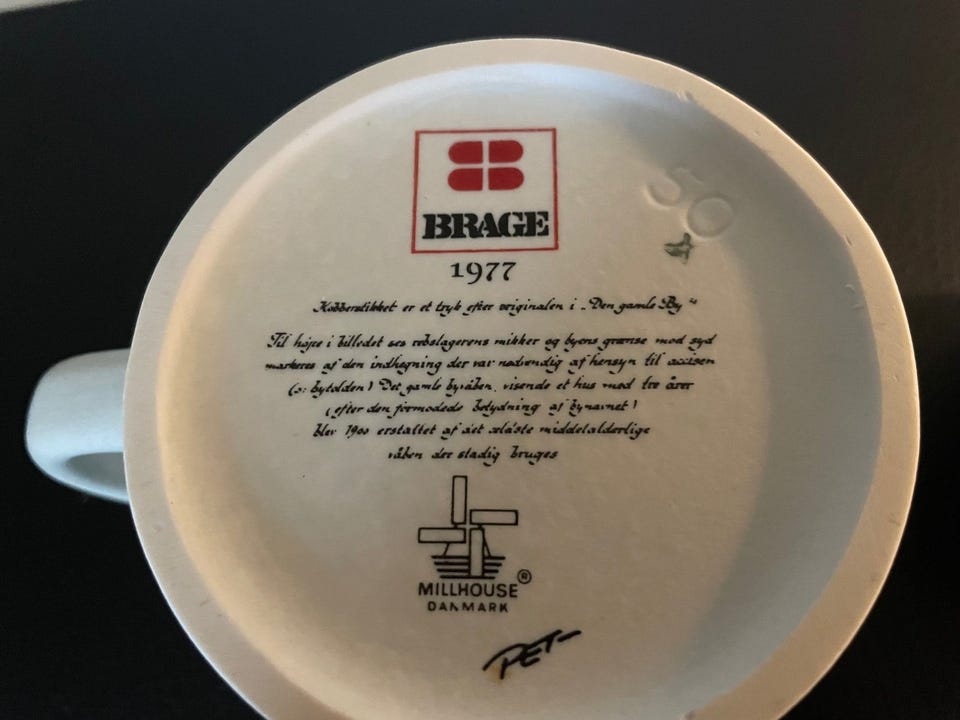 BRAGE
1977
Kobberstikket er et tryk efter originalen i „Den gamle By"
Til højre i billedet ses rebslagerens mikker og byens grænse mod syd
markeres af den indhegning der var nødvendig af hensyn til accisen
(ɔ: bytolden) Det gamle byvåben, visende et hus med tre årer
(efter den formodede betydning af bynavnet)
blev 1900 erstattet af det ældste middelalderlige
våben der stadig bruges
MILLHOUSE ®
DANMARK
PET
50